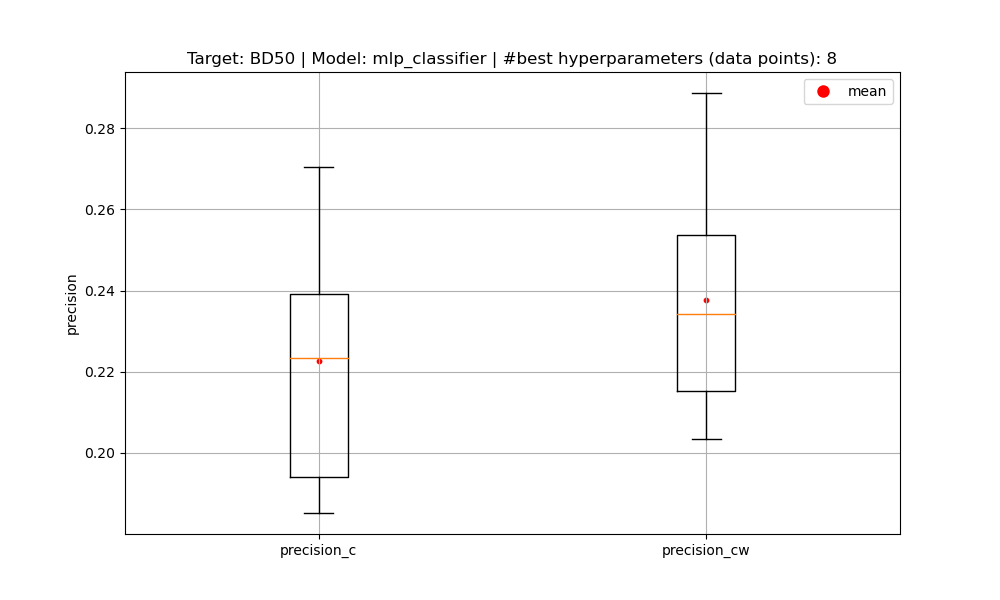 Target: BD50 | Model: mlp_classifier | #best hyperparameters (data points): 8
mean
0.28
0.26
0.24
0.22
0.20
precision
precision_c precision_cw